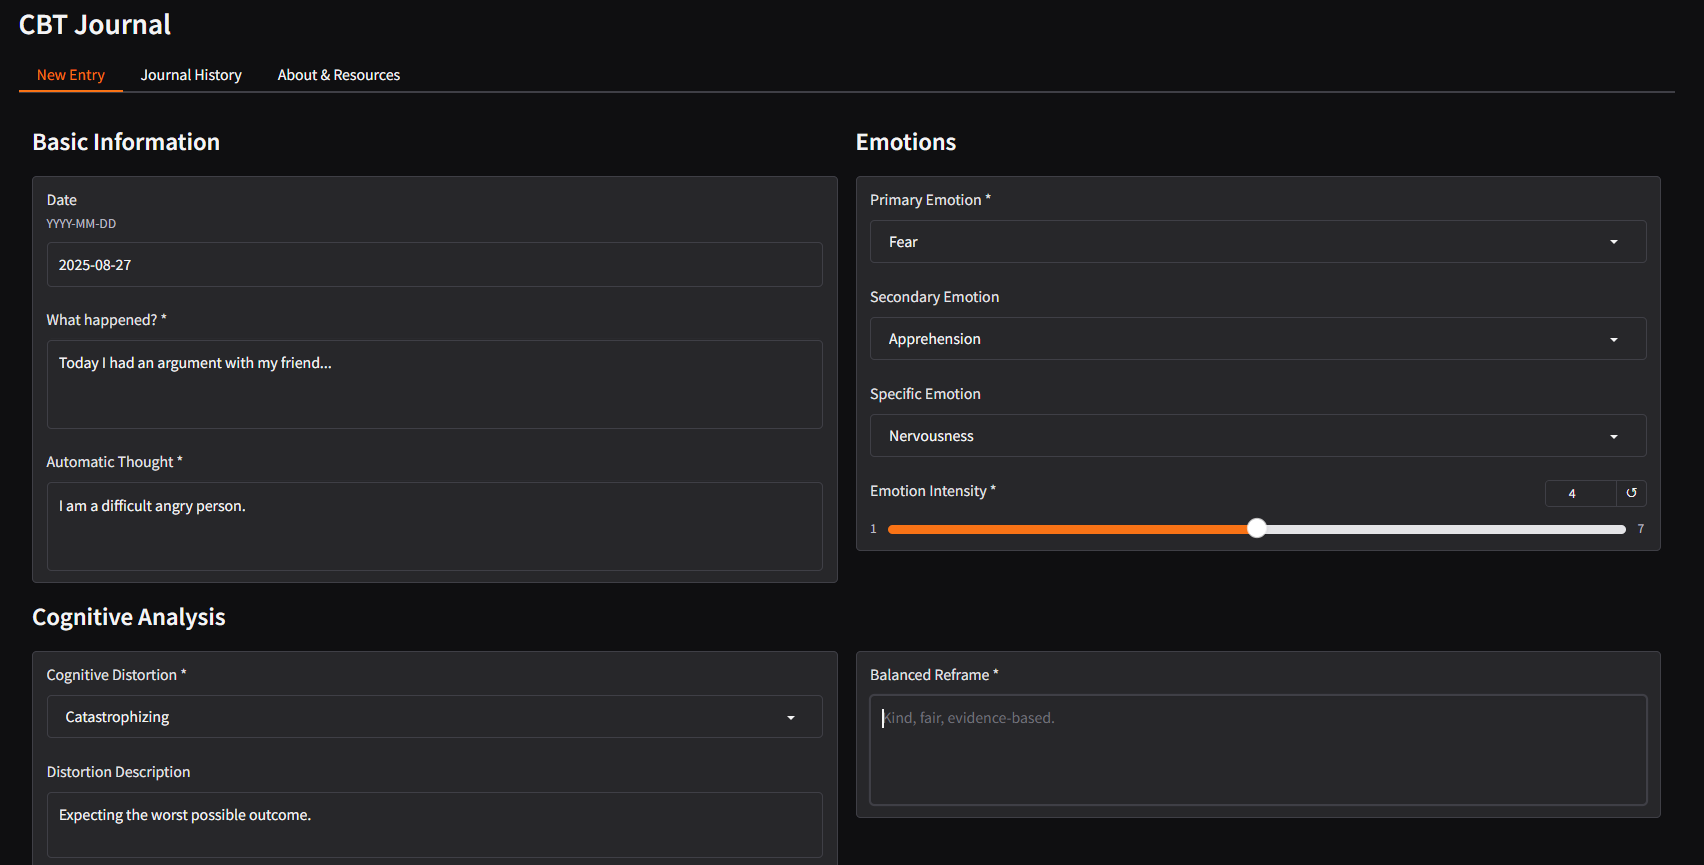 CBT Journal
New Entry
Journal History
About & Resources
Basic Information
Date
YYYY-MM-DD
2025-08-27
What happened? *
Today I had an argument with my friend...
Automatic Thought *
I am a difficult angry person.
Emotions
Primary Emotion *
Fear
Secondary Emotion
Apprehension
Specific Emotion
Nervousness
Emotion Intensity *
4
1
7
Cognitive Analysis
Cognitive Distortion *
Catastrophizing
Distortion Description
Expecting the worst possible outcome.
Balanced Reframe *
Kind, fair, evidence-based.